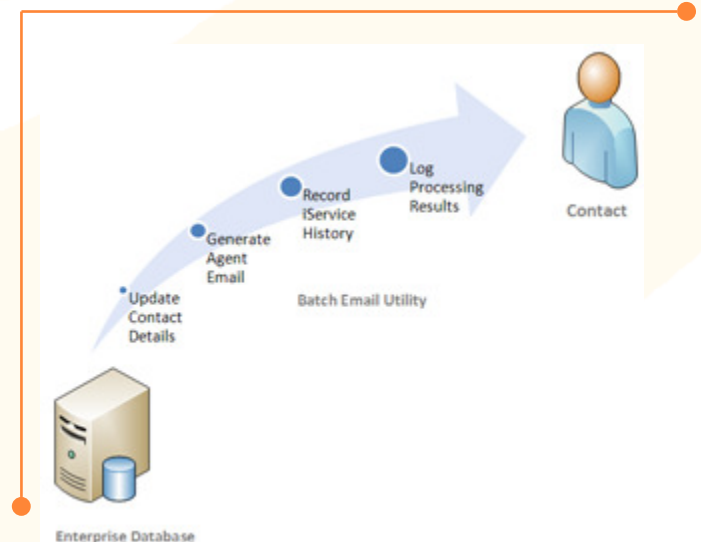 Log
Processing
Results
Contact
Record
iService
History
Generate
Agent
Email
Batch Email Utility
Update
Contact
Details
Enterprise Database